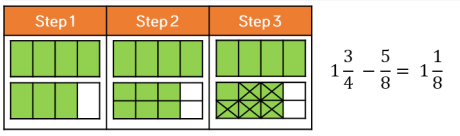 Step 1 Step 2 Step 3
1 3/4 − 5/8 = 1 1/8